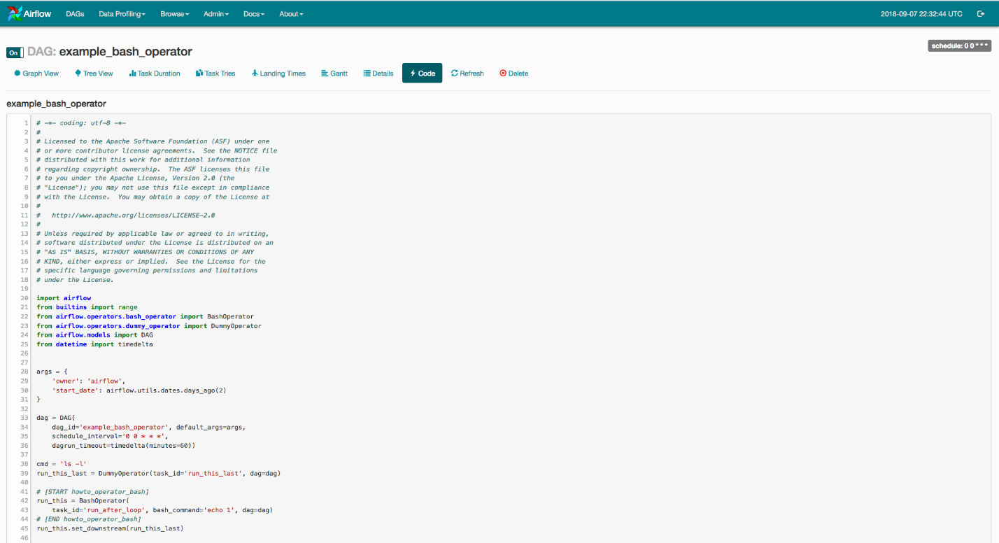 Airflow DAGs Data Profiling Browse Admin Docs About 2018-09-07 22:32:44 UTC
schedule: 0 0 * * *
On DAG: example_bash_operator
Graph View Tree View Task Duration Task Tries Landing Times Gantt Details Code Refresh Delete
example_bash_operator
1 # -*- coding: utf-8 -*-
2 #
3 # Licensed to the Apache Software Foundation (ASF) under one
4 # or more contributor license agreements.  See the NOTICE file
5 # distributed with this work for additional information
6 # regarding copyright ownership.  The ASF licenses this file
7 # to you under the Apache License, Version 2.0 (the
8 # "License"); you may not use this file except in compliance
9 # with the License.  You may obtain a copy of the License at
10 #
11 #   http://www.apache.org/licenses/LICENSE-2.0
12 #
13 # Unless required by applicable law or agreed to in writing,
14 # software distributed under the License is distributed on an
15 # "AS IS" BASIS, WITHOUT WARRANTIES OR CONDITIONS OF ANY
16 # KIND, either express or implied.  See the License for the
17 # specific language governing permissions and limitations
18 # under the License.
19
20 import airflow
21 from builtins import range
22 from airflow.operators.bash_operator import BashOperator
23 from airflow.operators.dummy_operator import DummyOperator
24 from airflow.models import DAG
25 from datetime import timedelta
26
27
28 args = {
29     'owner': 'airflow',
30     'start_date': airflow.utils.dates.days_ago(2)
31 }
32
33 dag = DAG(
34     dag_id='example_bash_operator', default_args=args,
35     schedule_interval='0 0 * * *',
36     dagrun_timeout=timedelta(minutes=60))
37
38 cmd = 'ls -l'
39 run_this_last = DummyOperator(task_id='run_this_last', dag=dag)
40
41 # [START howto_operator_bash]
42 run_this = BashOperator(
43     task_id='run_after_loop', bash_command='echo 1', dag=dag)
44 # [END howto_operator_bash]
45 run_this.set_downstream(run_this_last)
46